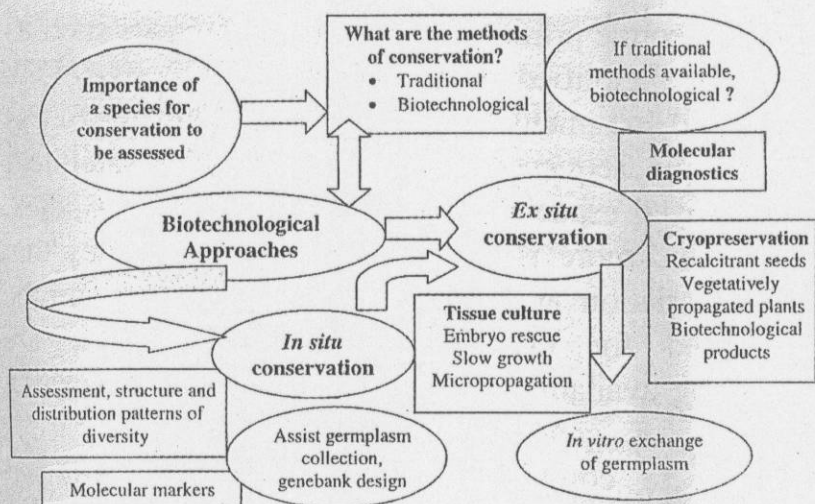 Importance of
a species for
conservation to
be assessed
What are the methods
of conservation?
• Traditional
• Biotechnological
If traditional
methods available,
biotechnological ?
Molecular
diagnostics
Biotechnological
Approaches
Ex situ
conservation
Cryopreservation
Recalcitrant seeds
Vegetatively
propagated plants
Biotechnological
products
In situ
conservation
Tissue culture
Embryo rescue
Slow growth
Micropropagation
Assessment, structure and
distribution patterns of
diversity
Assist germplasm
collection,
genebank design
In vitro exchange
of germplasm
Molecular markers